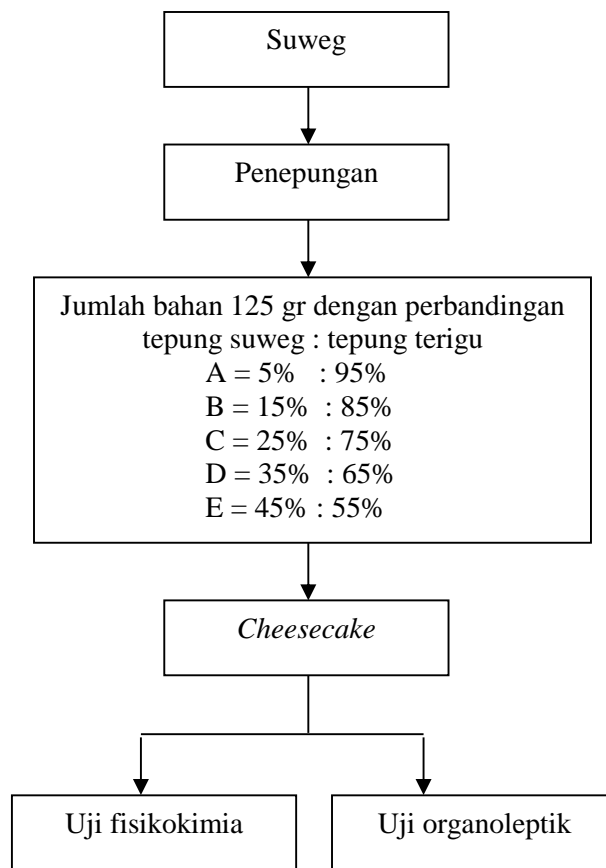 Suweg
Penepungan
Jumlah bahan 125 gr dengan perbandingan
tepung suweg : tepung terigu
A = 5% : 95%
B = 15% : 85%
C = 25% : 75%
D = 35% : 65%
E = 45% : 55%
Cheesecake
Uji fisikokimia
Uji organoleptik